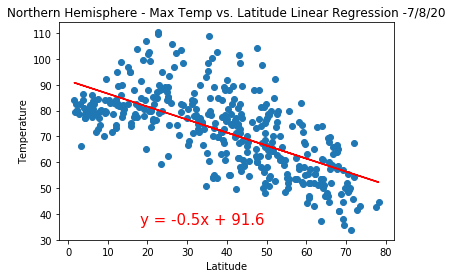 Northern Hemisphere - Max Temp vs. Latitude Linear Regression -7/8/20
110
100
90
80
70
60
50
40
30
Temperature
y = -0.5x + 91.6
0 10 20 30 40 50 60 70 80
Latitude